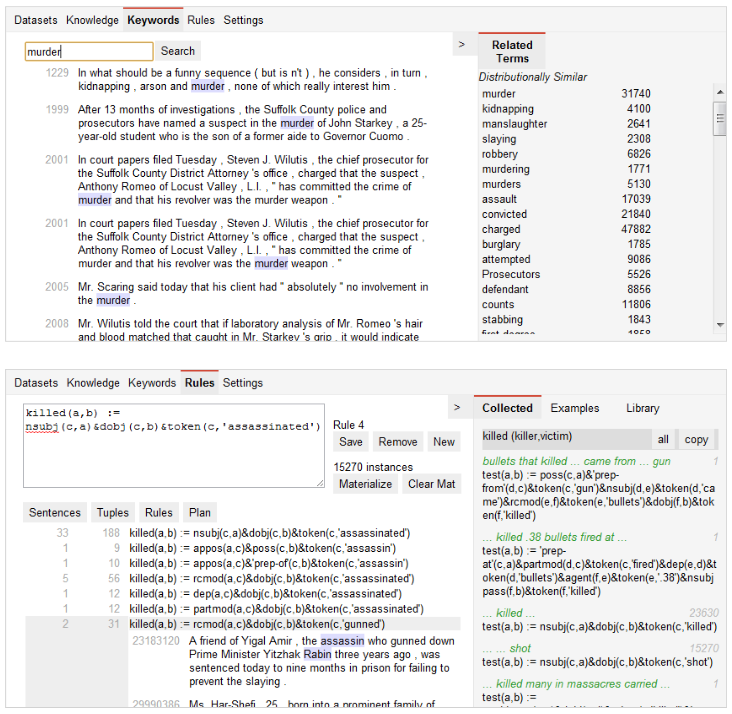 Datasets Knowledge Keywords Rules Settings
murder Search
1229 In what should be a funny sequence ( but is n't ) , he considers , in turn ,
kidnapping , arson and murder , none of which really interest him .
1999 After 13 months of investigations , the Suffolk County police and
prosecutors have named a suspect in the murder of John Starkey , a 25-
year-old student who is the son of a former aide to Governor Cuomo .
2001 In court papers filed Tuesday , Steven J. Wilutis , the chief prosecutor for
the Suffolk County District Attorney 's office , charged that the suspect ,
Anthony Romeo of Locust Valley , L.I. , " has committed the crime of
murder and that his revolver was the murder weapon . "
2001 In court papers filed Tuesday , Steven J. Wilutis , the chief prosecutor for
the Suffolk County District Attorney 's office , charged that the suspect ,
Anthony Romeo of Locust Valley , L.I. , " has committed the crime of
murder and that his revolver was the murder weapon . "
2005 Mr. Scaring said today that his client had " absolutely " no involvement in
the murder .
2008 Mr. Wilutis told the court that if laboratory analysis of Mr. Romeo 's hair
and blood matched that caught in Mr. Starkey 's grip , it would indicate
>
Related
Terms
Distributionally Similar
murder 31740
kidnapping 4100
manslaughter 2641
slaying 2308
robbery 6826
murdering 1771
murders 5130
assault 17039
convicted 21840
charged 47882
burglary 1785
attempted 9086
Prosecutors 5526
defendant 8856
counts 11806
stabbing 1843
first-degree 1858
Datasets Knowledge Keywords Rules Settings
killed(a,b) :=
nsubj(c,a)&dobj(c,b)&token(c,'assassinated')
Rule 4
Save Remove New
15270 instances
Materialize Clear Mat
Sentences Tuples Rules Plan
33 188 killed(a,b) := nsubj(c,a)&dobj(c,b)&token(c,'assassinated')
1 9 killed(a,b) := appos(a,c)&poss(c,b)&token(c,'assassin')
1 10 killed(a,b) := appos(a,c)&'prep-of'(c,b)&token(c,'assassin')
5 56 killed(a,b) := rcmod(a,c)&dobj(c,b)&token(c,'assassinated')
1 12 killed(a,b) := dep(a,c)&dobj(c,b)&token(c,'assassinated')
1 12 killed(a,b) := partmod(a,c)&dobj(c,b)&token(c,'assassinated')
2 31 killed(a,b) := rcmod(a,c)&dobj(c,b)&token(c,'gunned')
23183120 A friend of Yigal Amir , the assassin who gunned down
Prime Minister Yitzhak Rabin three years ago , was
sentenced today to nine months in prison for failing to
prevent the slaying .
29990386 Ms. Har-Shefi , 25 , born into a prominent family of
>
Collected Examples Library
killed (killer,victim) all copy
bullets that killed ... came from ... gun 1
test(a,b) := poss(c,a)&'prep-
from'(d,c)&token(c,'gun')&nsubj(d,e)&token(d,'ca
me')&rcmod(e,f)&token(e,'bullets')&dobj(f,b)&tok
en(f,'killed')
... killed .38 bullets fired at ... 1
test(a,b) := 'prep-
at'(c,a)&partmod(d,c)&token(c,'fired')&dep(e,d)&t
oken(d,'bullets')&agent(f,e)&token(e,'.38')&nsubj
pass(f,b)&token(f,'killed')
... killed ... 23630
test(a,b) := nsubj(c,a)&dobj(c,b)&token(c,'killed')
... ... shot 15270
test(a,b) := nsubj(c,a)&dobj(c,b)&token(c,'shot')
... killed many in massacres carried ... 1
test(a,b) :=